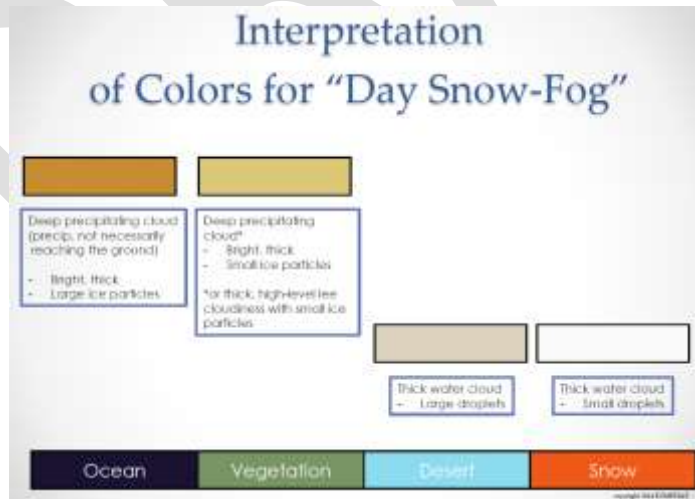 Interpretation
of Colors for “Day Snow-Fog”
Deep precipitating cloud
(precip, not necessarily
reaching the ground)
- Bright, thick
- Large ice particles
Deep precipitating
cloud*
- Bright, thick
- Small ice particles
*or thick, high-level ice
cloudiness with small ice
particles
Thick water cloud
- Large droplets
Thick water cloud
- Small droplets
Ocean
Vegetation
Desert
Snow